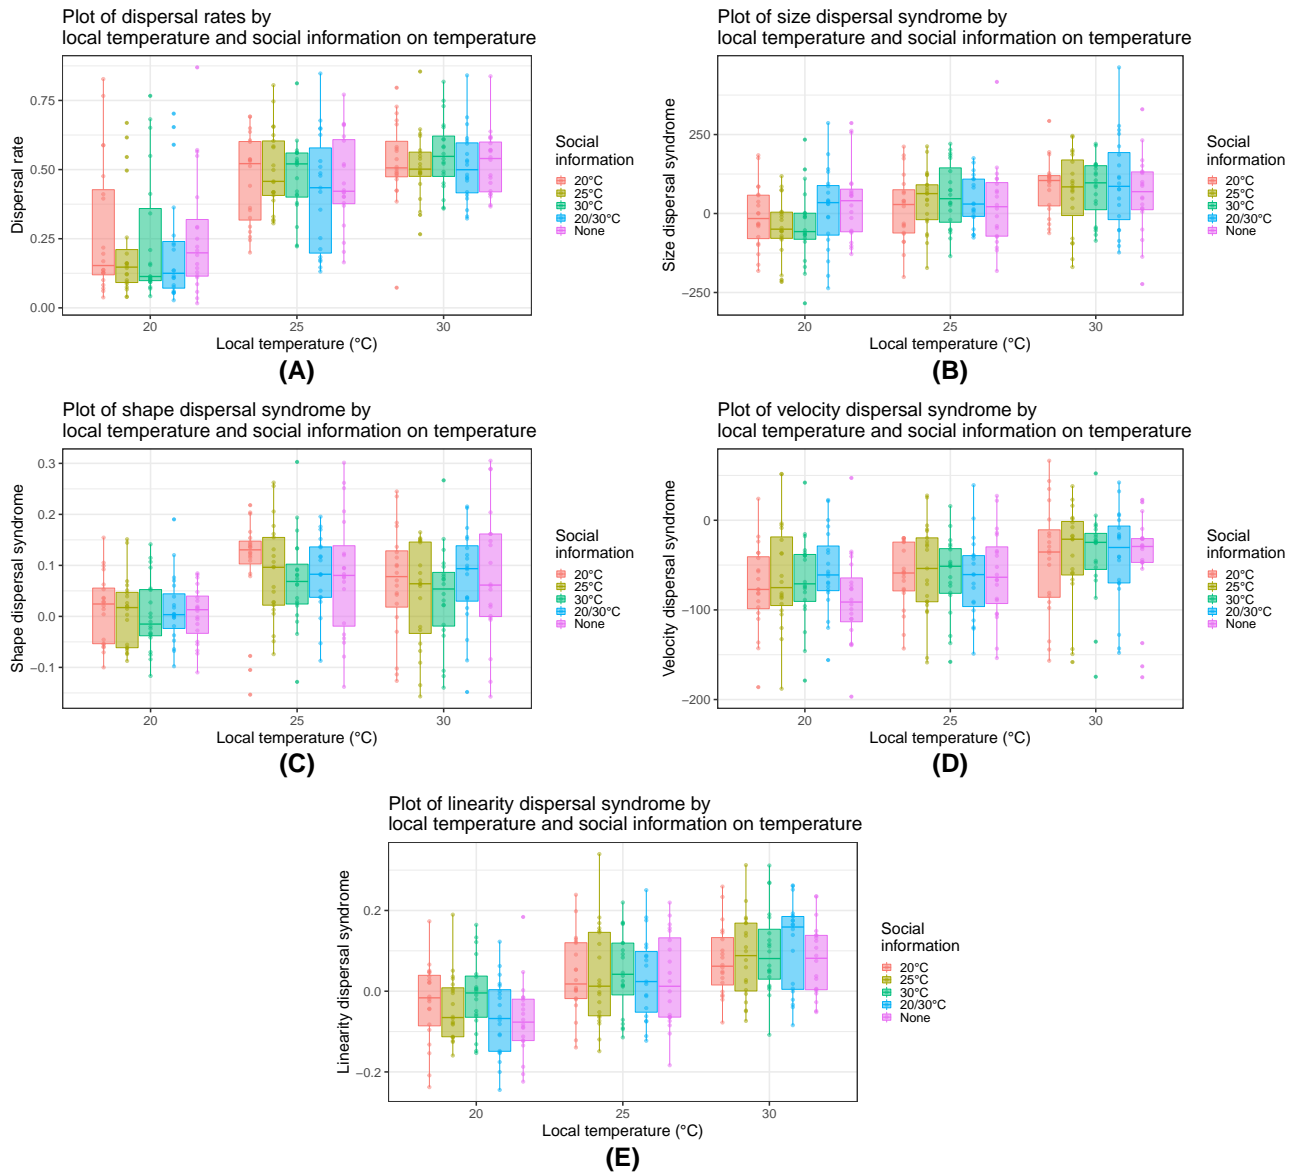 Plot of dispersal rates by
local temperature and social information on temperature
Dispersal rate
0.75
0.50
0.25
0.00
20
25
30
Local temperature (°C)
Social
information
20°C
25°C
30°C
20/30°C
None
(A)
Plot of size dispersal syndrome by
local temperature and social information on temperature
Size dispersal syndrome
250
0
−250
20
25
30
Local temperature (°C)
Social
information
20°C
25°C
30°C
20/30°C
None
(B)
Plot of shape dispersal syndrome by
local temperature and social information on temperature
Shape dispersal syndrome
0.3
0.2
0.1
0.0
−0.1
20
25
30
Local temperature (°C)
Social
information
20°C
25°C
30°C
20/30°C
None
(C)
Plot of velocity dispersal syndrome by
local temperature and social information on temperature
Velocity dispersal syndrome
0
−100
−200
20
25
30
Local temperature (°C)
Social
information
20°C
25°C
30°C
20/30°C
None
(D)
Plot of linearity dispersal syndrome by
local temperature and social information on temperature
Linearity dispersal syndrome
0.2
0.0
−0.2
20
25
30
Local temperature (°C)
Social
information
20°C
25°C
30°C
20/30°C
None
(E)